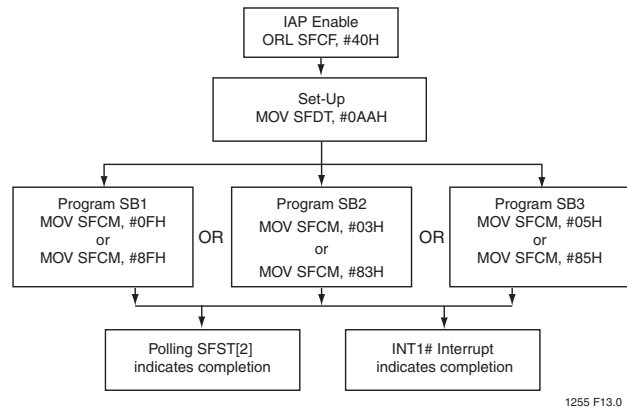 IAP Enable
ORL SFCF, #40H
Set-Up
MOV SFDT, #0AAH
Program SB1
MOV SFCM, #0FH
or
MOV SFCM, #8FH
OR
Program SB2
MOV SFCM, #03H
or
MOV SFCM, #83H
OR
Program SB3
MOV SFCM, #05H
or
MOV SFCM, #85H
Polling SFST[2]
indicates completion
INT1# Interrupt
indicates completion
1255 F13.0